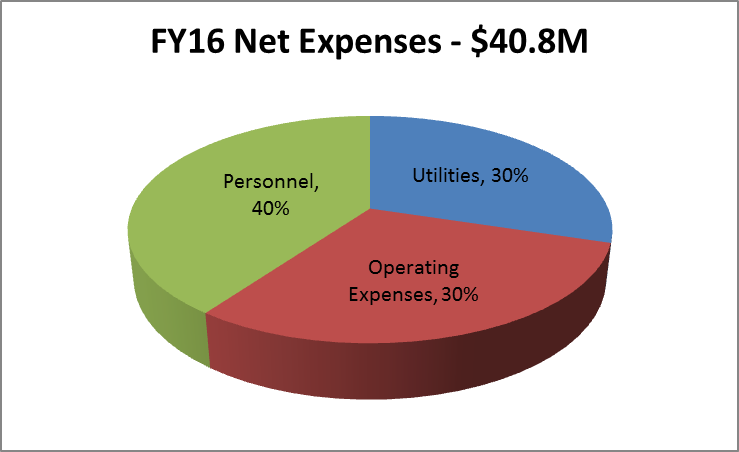 FY16 Net Expenses - $40.8M
Utilities, 30%
Personnel,
40%
Operating
Expenses, 30%